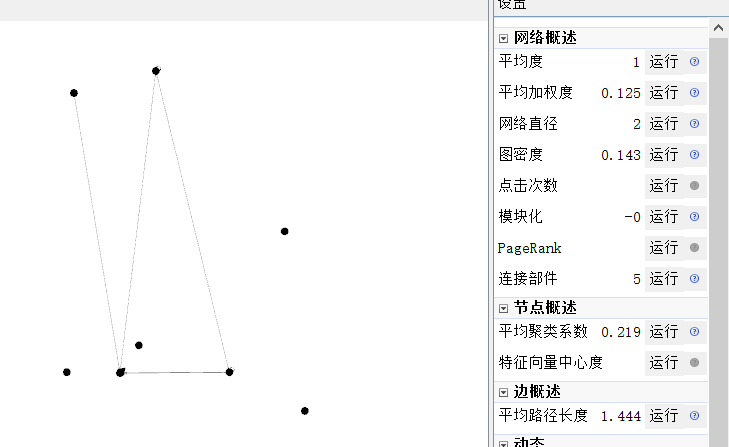 设置
网络概述
平均度 1 运行
平均加权度 0.125 运行
网络直径 2 运行
图密度 0.143 运行
点击次数 运行
模块化 -0 运行
PageRank 运行
连接部件 5 运行
节点概述
平均聚类系数 0.219 运行
特征向量中心度 运行
边概述
平均路径长度 1.444 运行
动态